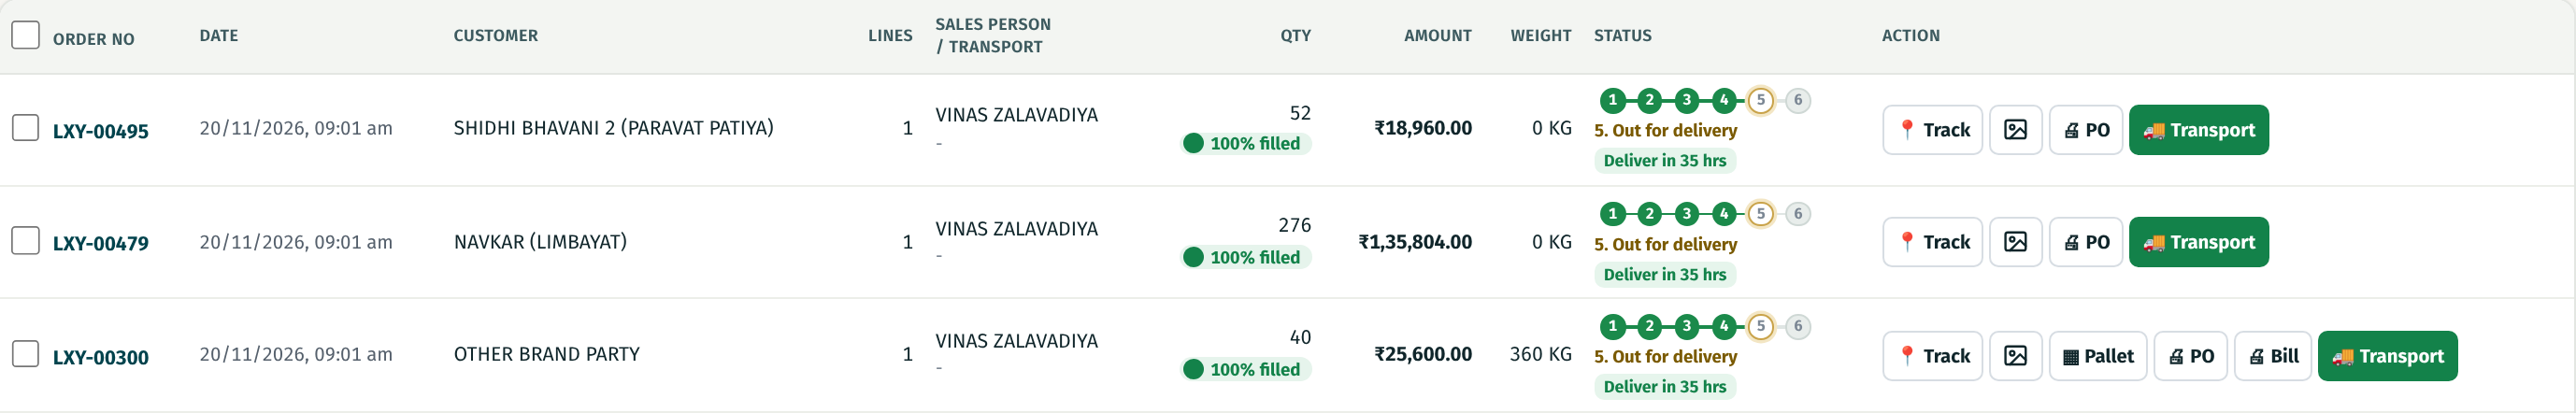 ORDER NO DATE CUSTOMER LINES SALES PERSON / TRANSPORT QTY AMOUNT WEIGHT STATUS ACTION
LXY-00495 20/11/2026, 09:01 am SHIDHI BHAVANI 2 (PARAVAT PATIYA) 1 VINAS ZALAVADIYA 52 ₹18,960.00 0 KG 1 2 3 4 5 6
- 100% filled 5. Out for delivery Track PO Transport
Deliver in 35 hrs
LXY-00479 20/11/2026, 09:01 am NAVKAR (LIMBAYAT) 1 VINAS ZALAVADIYA 276 ₹1,35,804.00 0 KG 1 2 3 4 5 6
- 100% filled 5. Out for delivery Track PO Transport
Deliver in 35 hrs
LXY-00300 20/11/2026, 09:01 am OTHER BRAND PARTY 1 VINAS ZALAVADIYA 40 ₹25,600.00 360 KG 1 2 3 4 5 6
- 100% filled 5. Out for delivery Track Pallet PO Bill Transport
Deliver in 35 hrs